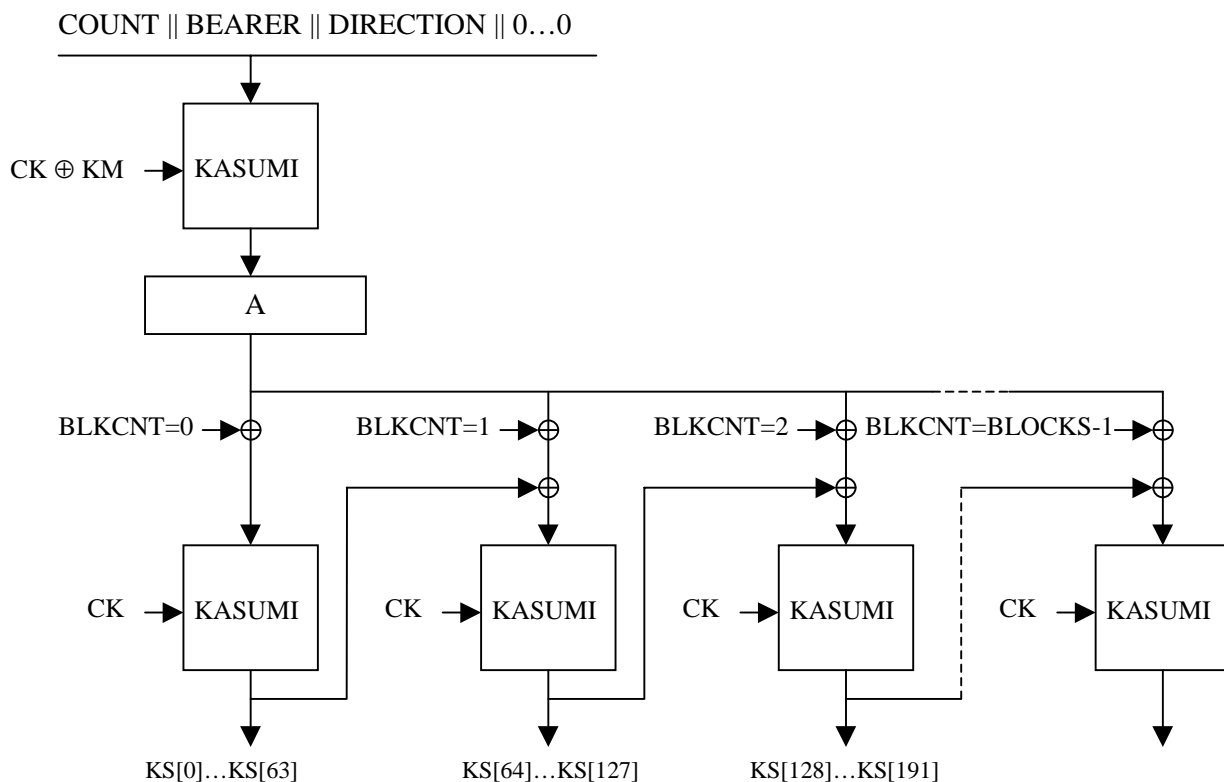 COUNT || BEARER || DIRECTION || 0…0
CK ⊕ KM
KASUMI
A
BLKCNT=0
BLKCNT=1
BLKCNT=2
BLKCNT=BLOCKS-1
CK
KASUMI
CK
KASUMI
CK
KASUMI
CK
KASUMI
KS[0]…KS[63]
KS[64]…KS[127]
KS[128]…KS[191]